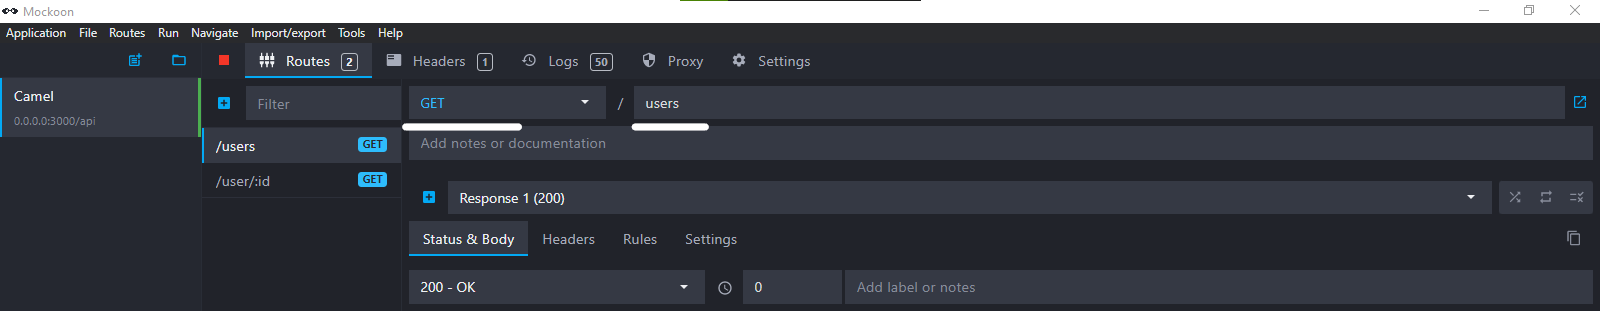 Mockoon
Application File Routes Run Navigate Import/export Tools Help
Routes 2 Headers 1 Logs 50 Proxy Settings
Camel
0.0.0.0:3000/api
Filter
GET / users
/users GET
Add notes or documentation
/user/:id GET
Response 1 (200)
Status & Body Headers Rules Settings
200 - OK 0 Add label or notes